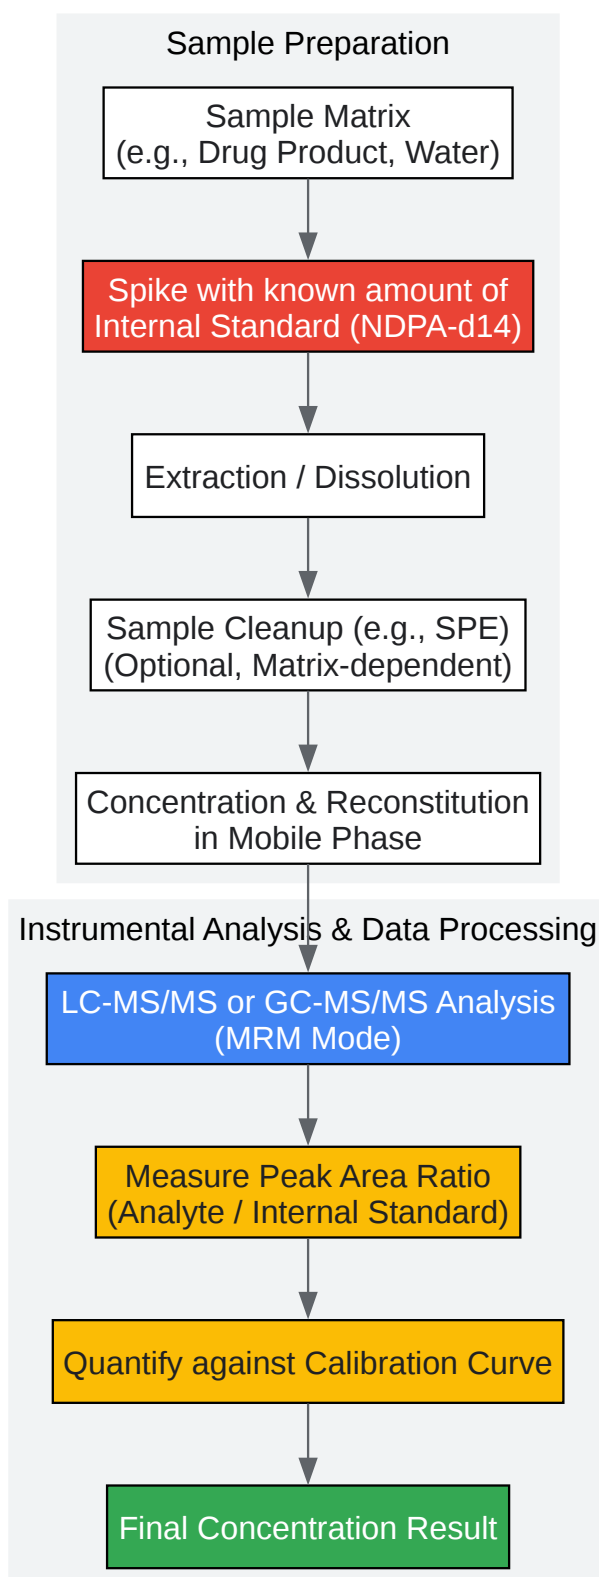 Sample Preparation
Sample Matrix
(e.g., Drug Product, Water)
Spike with known amount of
Internal Standard (NDPA-d14)
Extraction / Dissolution
Sample Cleanup (e.g., SPE)
(Optional, Matrix-dependent)
Concentration & Reconstitution
in Mobile Phase
Instrumental Analysis & Data Processing
LC-MS/MS or GC-MS/MS Analysis
(MRM Mode)
Measure Peak Area Ratio
(Analyte / Internal Standard)
Quantify against Calibration Curve
Final Concentration Result